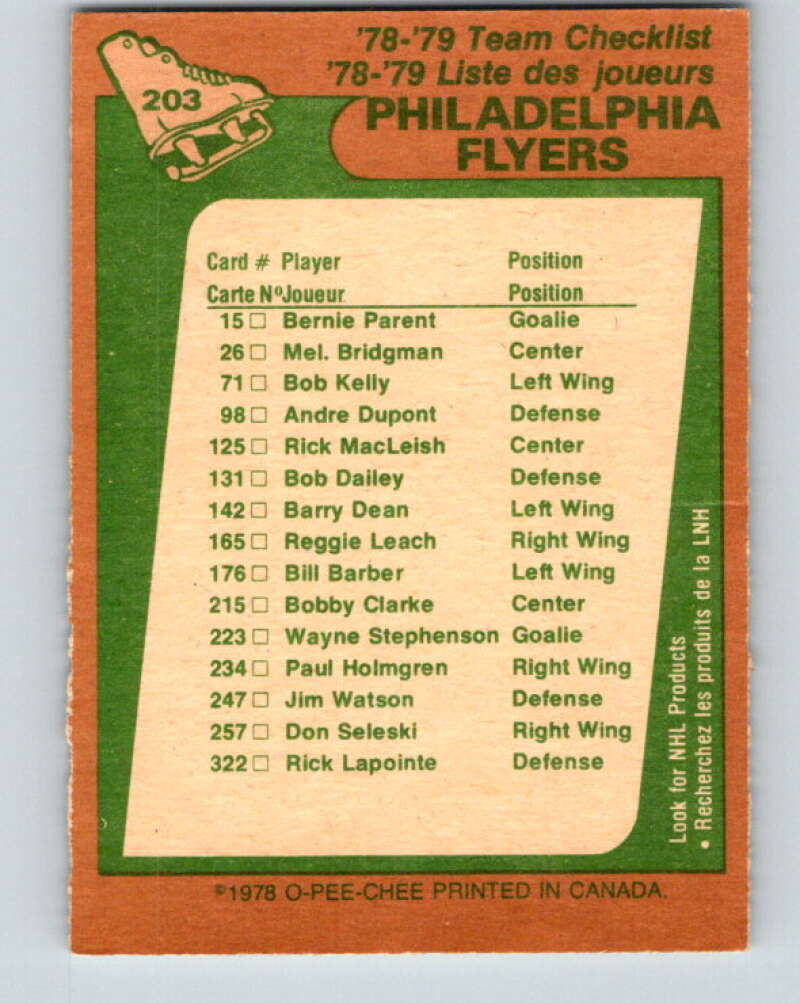 '78-'79 Team Checklist
'78-'79 Liste des joueurs
203
PHILADELPHIA
FLYERS
Card # Player Position
Carte Nº Joueur Position
15 □ Bernie Parent Goalie
26 □ Mel. Bridgman Center
71 □ Bob Kelly Left Wing
98 □ Andre Dupont Defense
125 □ Rick MacLeish Center
131 □ Bob Dailey Defense
142 □ Barry Dean Left Wing
165 □ Reggie Leach Right Wing
176 □ Bill Barber Left Wing
215 □ Bobby Clarke Center
223 □ Wayne Stephenson Goalie
234 □ Paul Holmgren Right Wing
247 □ Jim Watson Defense
257 □ Don Seleski Right Wing
322 □ Rick Lapointe Defense
Look for NHL Products
• Recherchez les produits de la LNH
©1978 O-PEE-CHEE PRINTED IN CANADA.